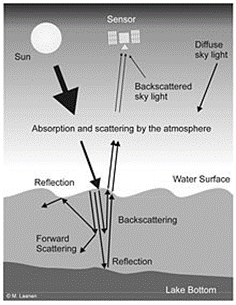 Sensor
Sun
Diffuse
sky light
Backscattered
sky light
Absorption and scattering by the atmosphere
Reflection
Water Surface
Backscattering
Forward
Scattering
Reflection
Lake Bottom
© M. Laanen